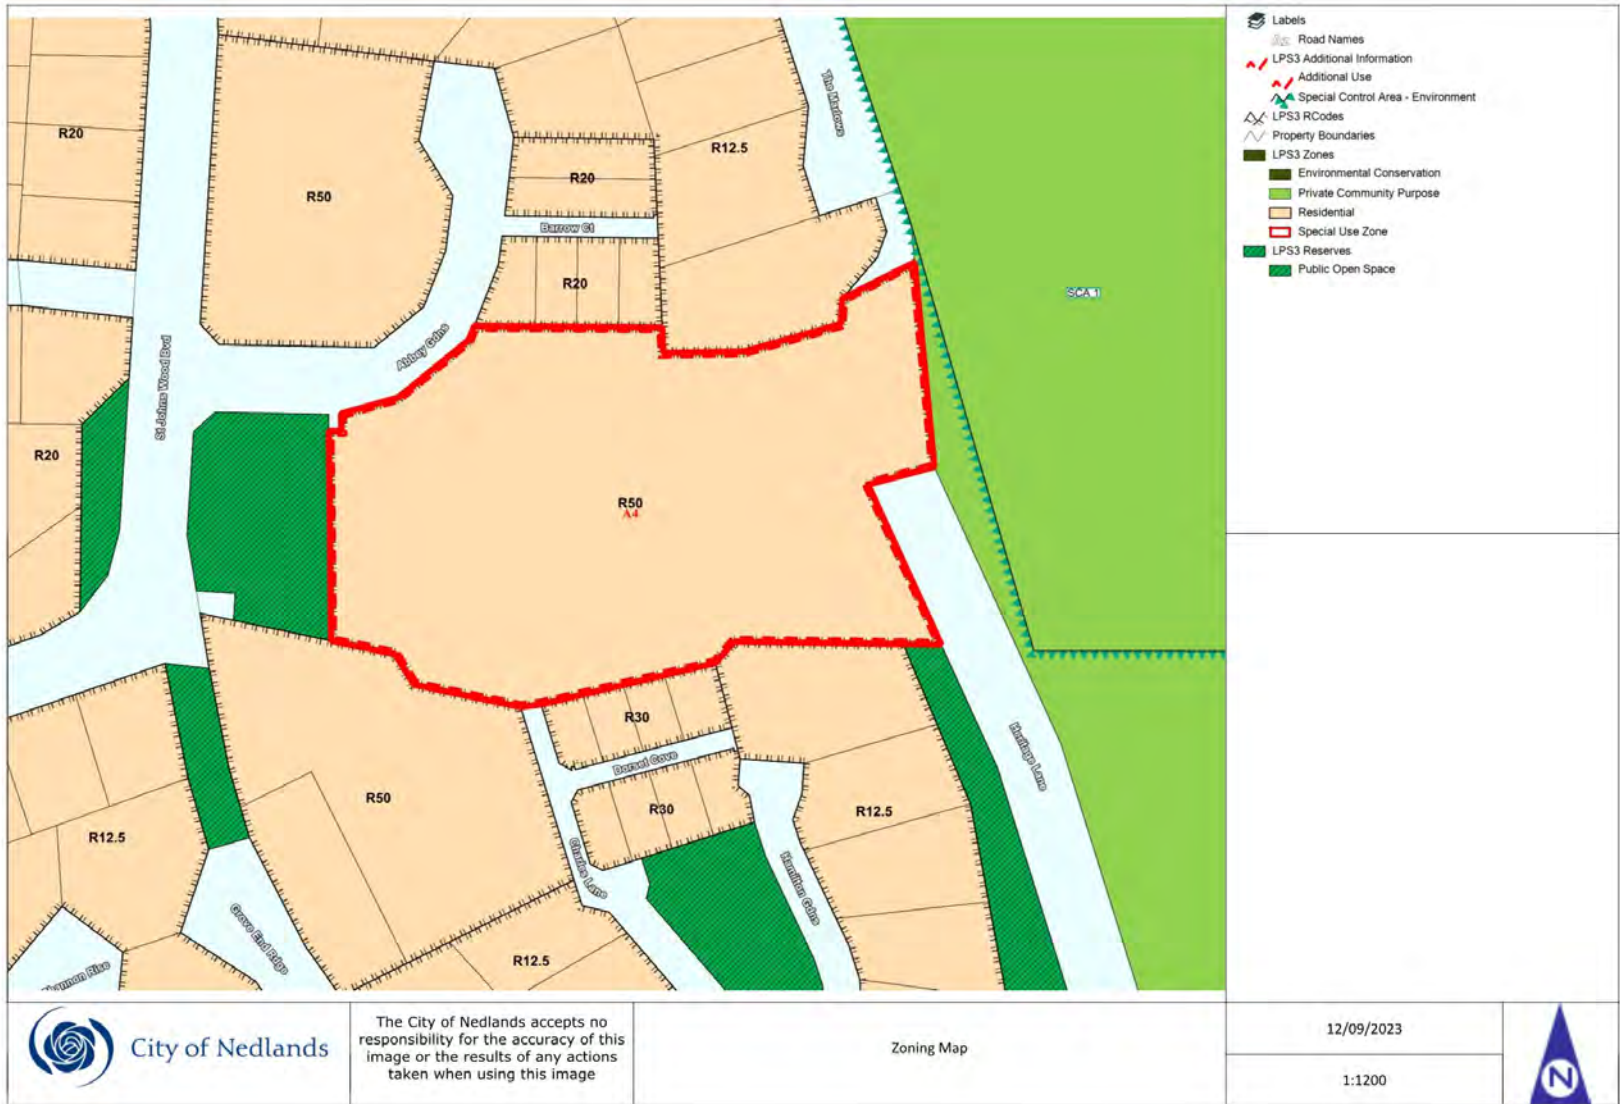 Labels
Road Names
LPS3 Additional Information
Additional Use
Special Control Area - Environment
LPS3 RCodes
Property Boundaries
LPS3 Zones
Environmental Conservation
Private Community Purpose
Residential
Special Use Zone
LPS3 Reserves
Public Open Space
The Marlows
R20
R12.5
R50
R20
Barrow Ct
R20
SCA 1
Abbey Gdns
St Johns Wood Bvd
R20
R50
A4
R30
Dorset Cove
Heritage Lane
R50
R30
R12.5
R12.5
Charles Lane
Hamilton Gdns
Grove End Rdge
R12.5
Rise
City of Nedlands
The City of Nedlands accepts no
responsibility for the accuracy of this
image or the results of any actions
taken when using this image
Zoning Map
12/09/2023
1:1200
N